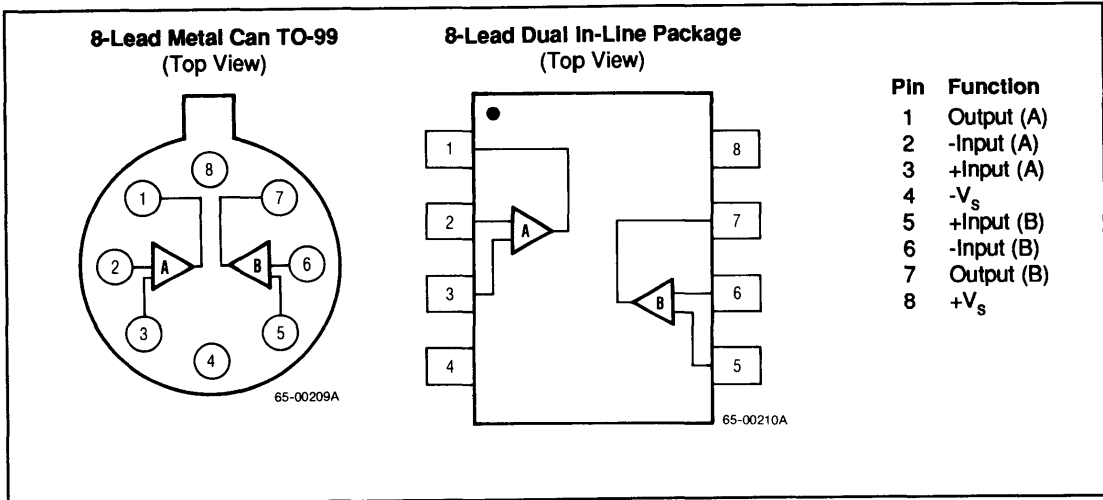 8-Lead Metal Can TO-99
(Top View)
8
1
7
A
B
2
6
3
5
4
65-00209A
8-Lead Dual In-Line Package
(Top View)
1
8
2
7
A
3
6
B
4
5
65-00210A
Pin Function
1 Output (A)
2 -Input (A)
3 +Input (A)
4 -Vs
5 +Input (B)
6 -Input (B)
7 Output (B)
8 +Vs